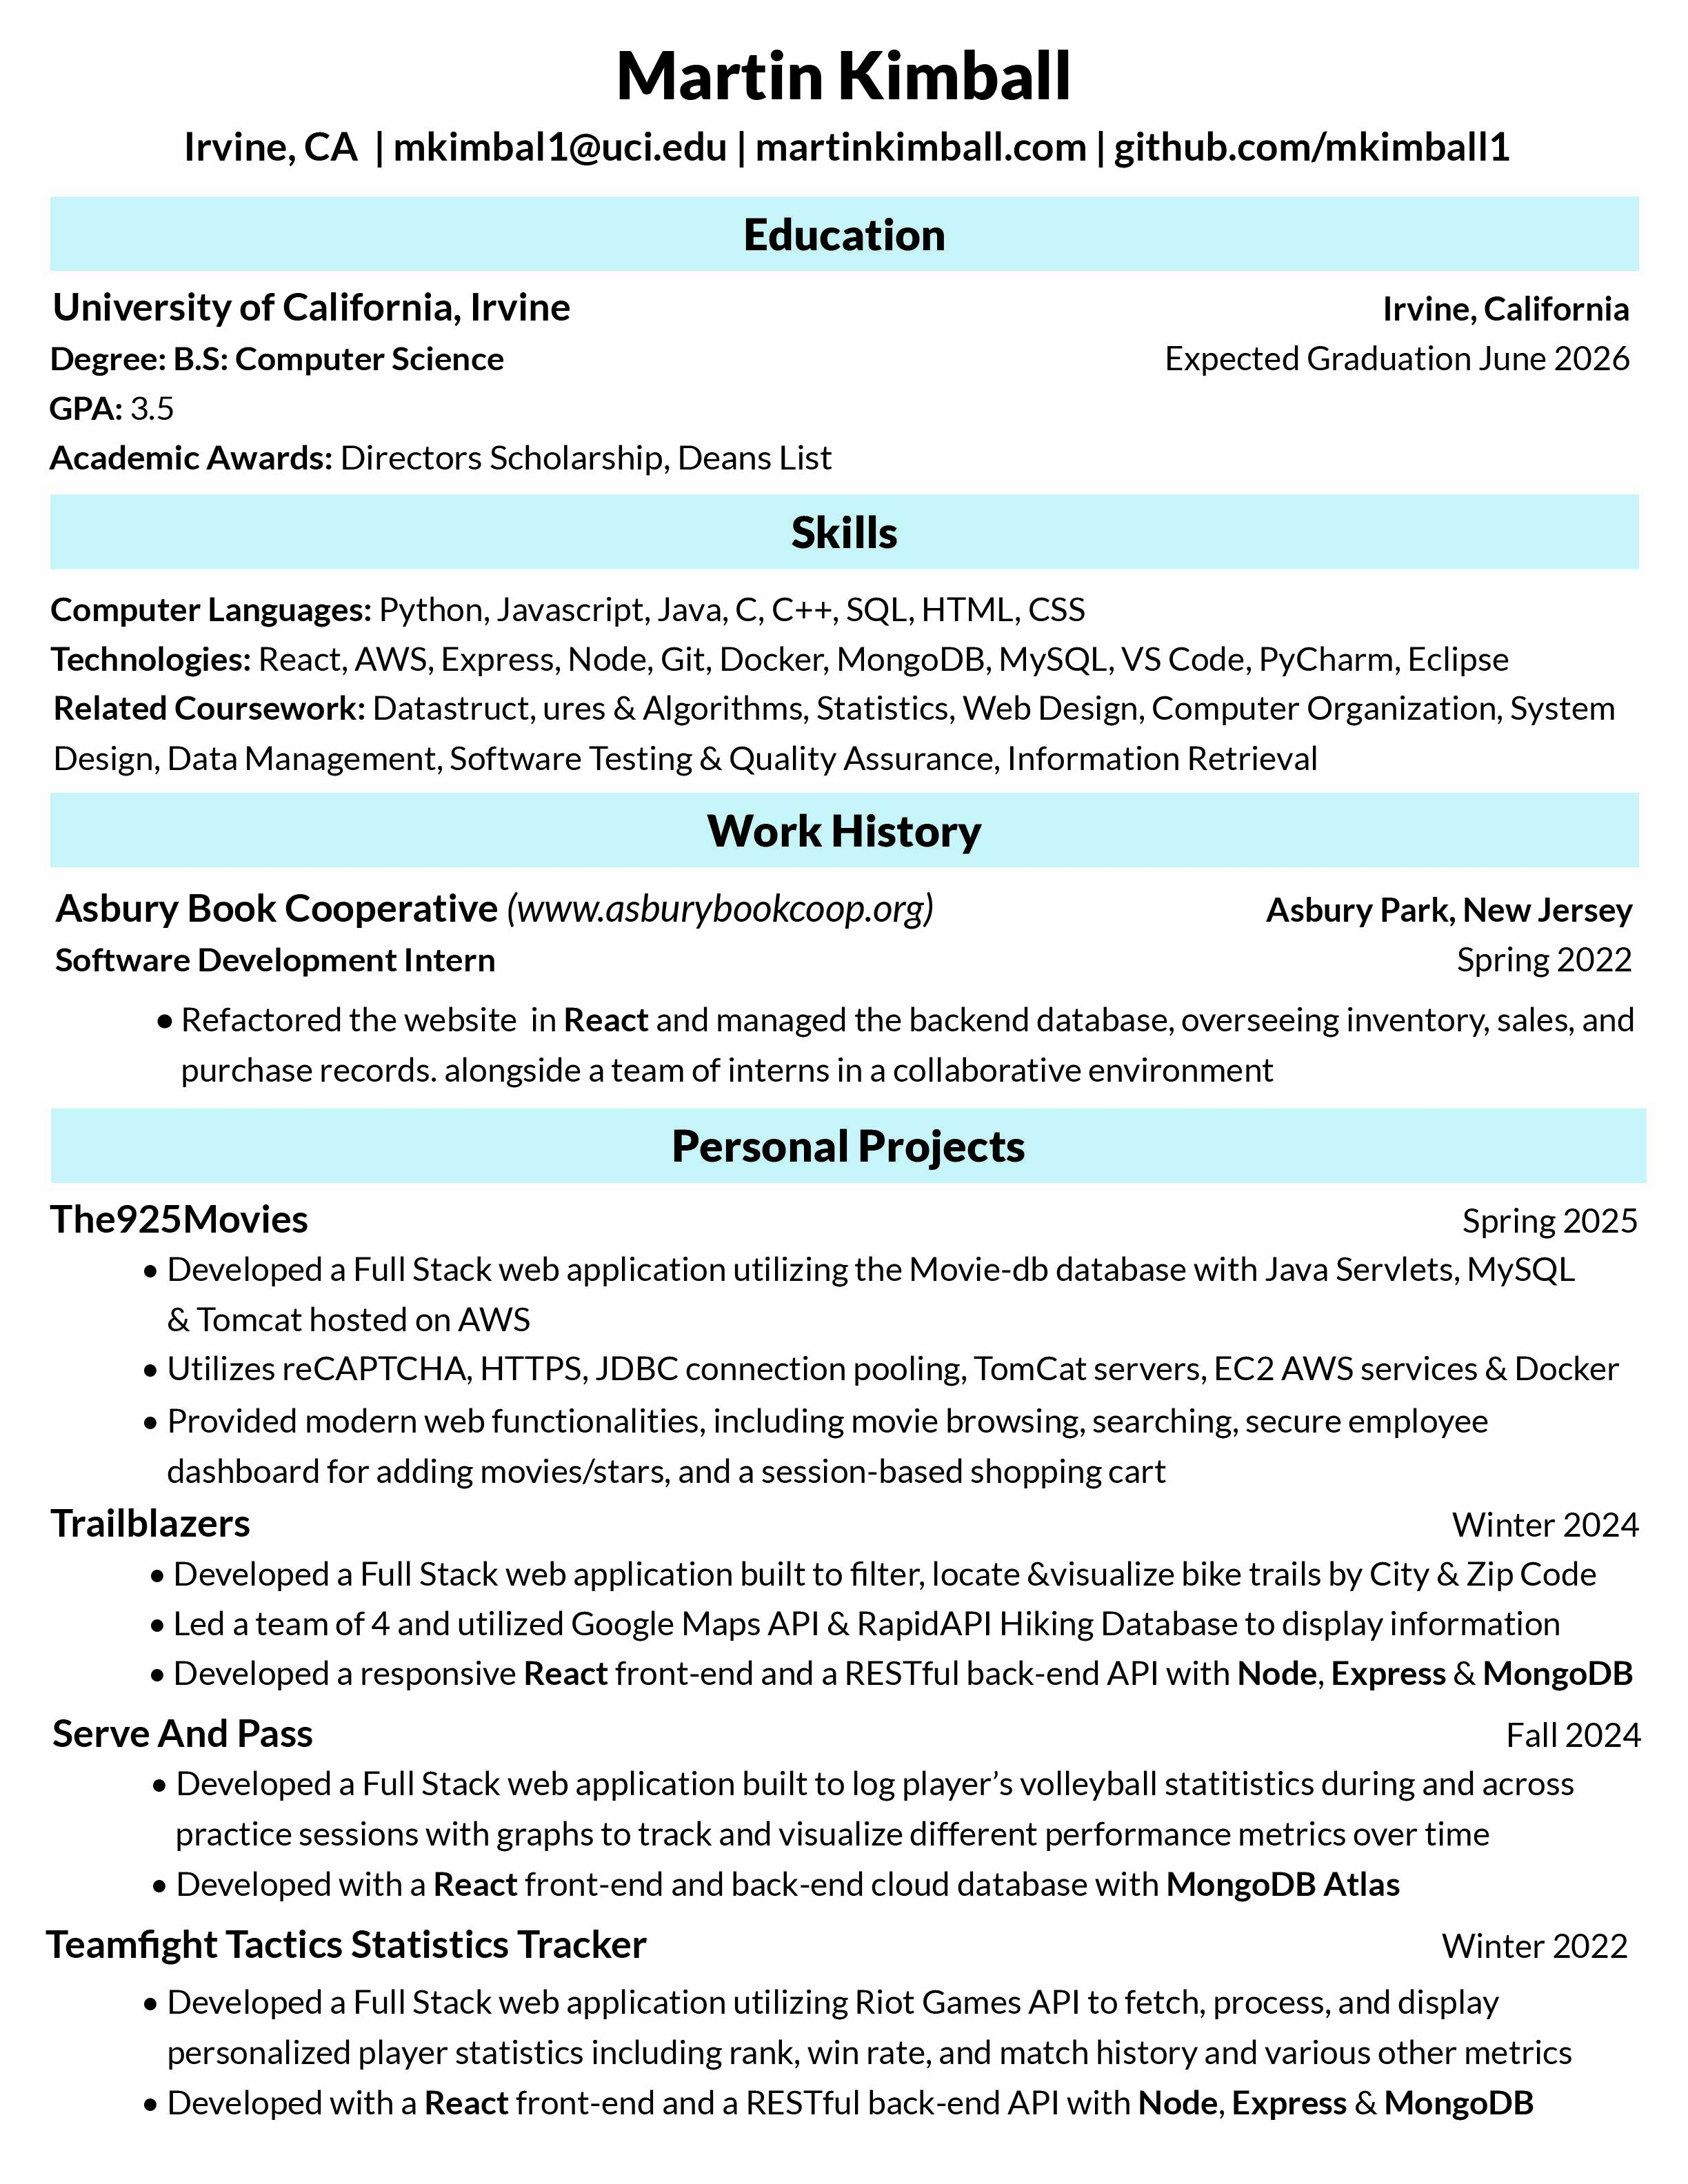 Martin Kimball
Irvine, CA | mkimbal1@uci.edu | martinkimball.com | github.com/mkimball1
Education
University of California, Irvine Irvine, California
Degree: B.S: Computer Science Expected Graduation June 2026
GPA: 3.5
Academic Awards: Directors Scholarship, Deans List
Skills
Computer Languages: Python, Javascript, Java, C, C++, SQL, HTML, CSS
Technologies: React, AWS, Express, Node, Git, Docker, MongoDB, MySQL, VS Code, PyCharm, Eclipse
Related Coursework: Datastruct, ures & Algorithms, Statistics, Web Design, Computer Organization, System
Design, Data Management, Software Testing & Quality Assurance, Information Retrieval
Work History
Asbury Book Cooperative (www.asburybookcoop.org) Asbury Park, New Jersey
Software Development Intern Spring 2022
• Refactored the website in React and managed the backend database, overseeing inventory, sales, and
purchase records. alongside a team of interns in a collaborative environment
Personal Projects
The925Movies Spring 2025
• Developed a Full Stack web application utilizing the Movie-db database with Java Servlets, MySQL
& Tomcat hosted on AWS
• Utilizes reCAPTCHA, HTTPS, JDBC connection pooling, TomCat servers, EC2 AWS services & Docker
• Provided modern web functionalities, including movie browsing, searching, secure employee
dashboard for adding movies/stars, and a session-based shopping cart
Trailblazers Winter 2024
• Developed a Full Stack web application built to filter, locate &visualize bike trails by City & Zip Code
• Led a team of 4 and utilized Google Maps API & RapidAPI Hiking Database to display information
• Developed a responsive React front-end and a RESTful back-end API with Node, Express & MongoDB
Serve And Pass Fall 2024
• Developed a Full Stack web application built to log player’s volleyball statitistics during and across
practice sessions with graphs to track and visualize different performance metrics over time
• Developed with a React front-end and back-end cloud database with MongoDB Atlas
Teamfight Tactics Statistics Tracker Winter 2022
• Developed a Full Stack web application utilizing Riot Games API to fetch, process, and display
personalized player statistics including rank, win rate, and match history and various other metrics
• Developed with a React front-end and a RESTful back-end API with Node, Express & MongoDB